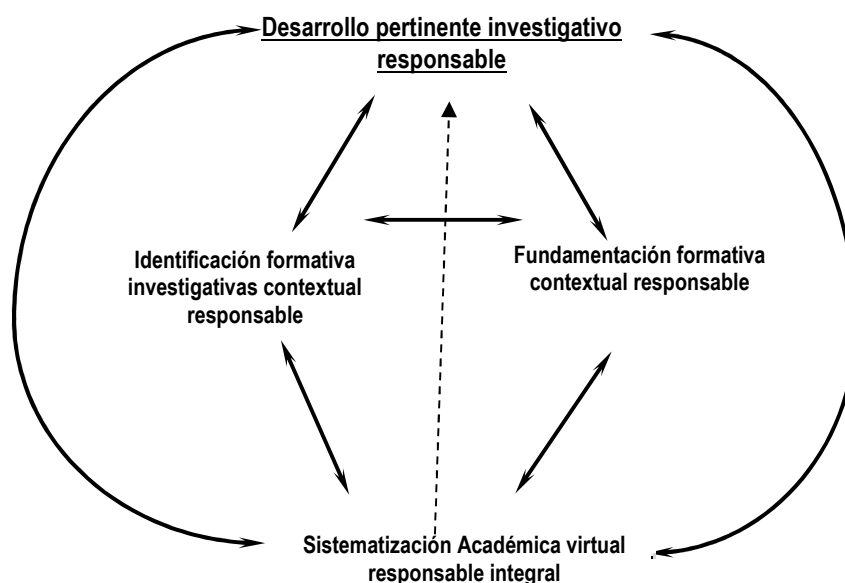 Desarrollo pertinente investigativo
responsable
Identificación formativa
investigativas contextual
responsable
Fundamentación formativa
contextual responsable
Sistematización Académica virtual
responsable integral